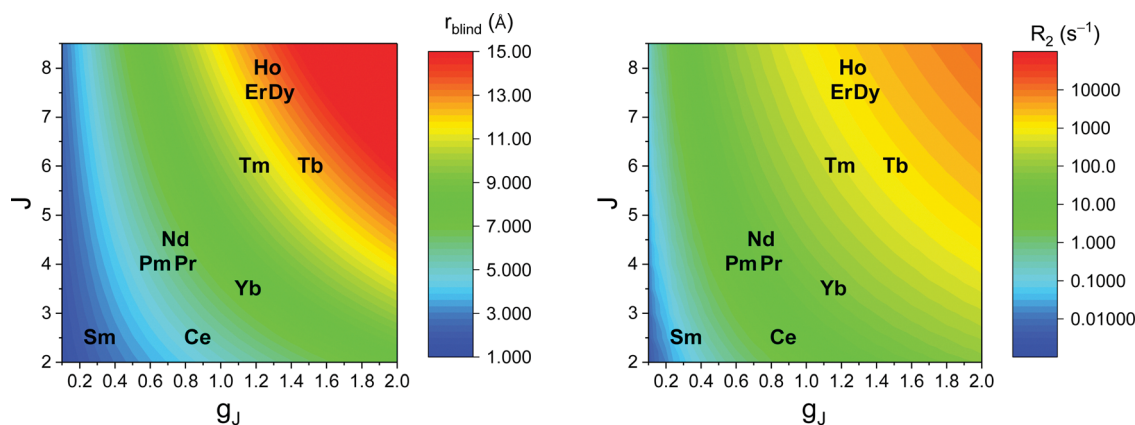 r_blind (Å)
15.00
13.00
11.00
9.000
7.000
5.000
3.000
1.000
8
7
6
5
4
3
2
J
Ho
ErDy
Tm Tb
Nd
Pm Pr
Yb
Sm Ce
0.2 0.4 0.6 0.8 1.0 1.2 1.4 1.6 1.8 2.0
g_J
R_2 (s⁻¹)
10000
1000
100.0
10.00
1.000
0.1000
0.01000
8
7
6
5
4
3
2
J
Ho
ErDy
Tm Tb
Nd
Pm Pr
Yb
Sm Ce
0.2 0.4 0.6 0.8 1.0 1.2 1.4 1.6 1.8 2.0
g_J